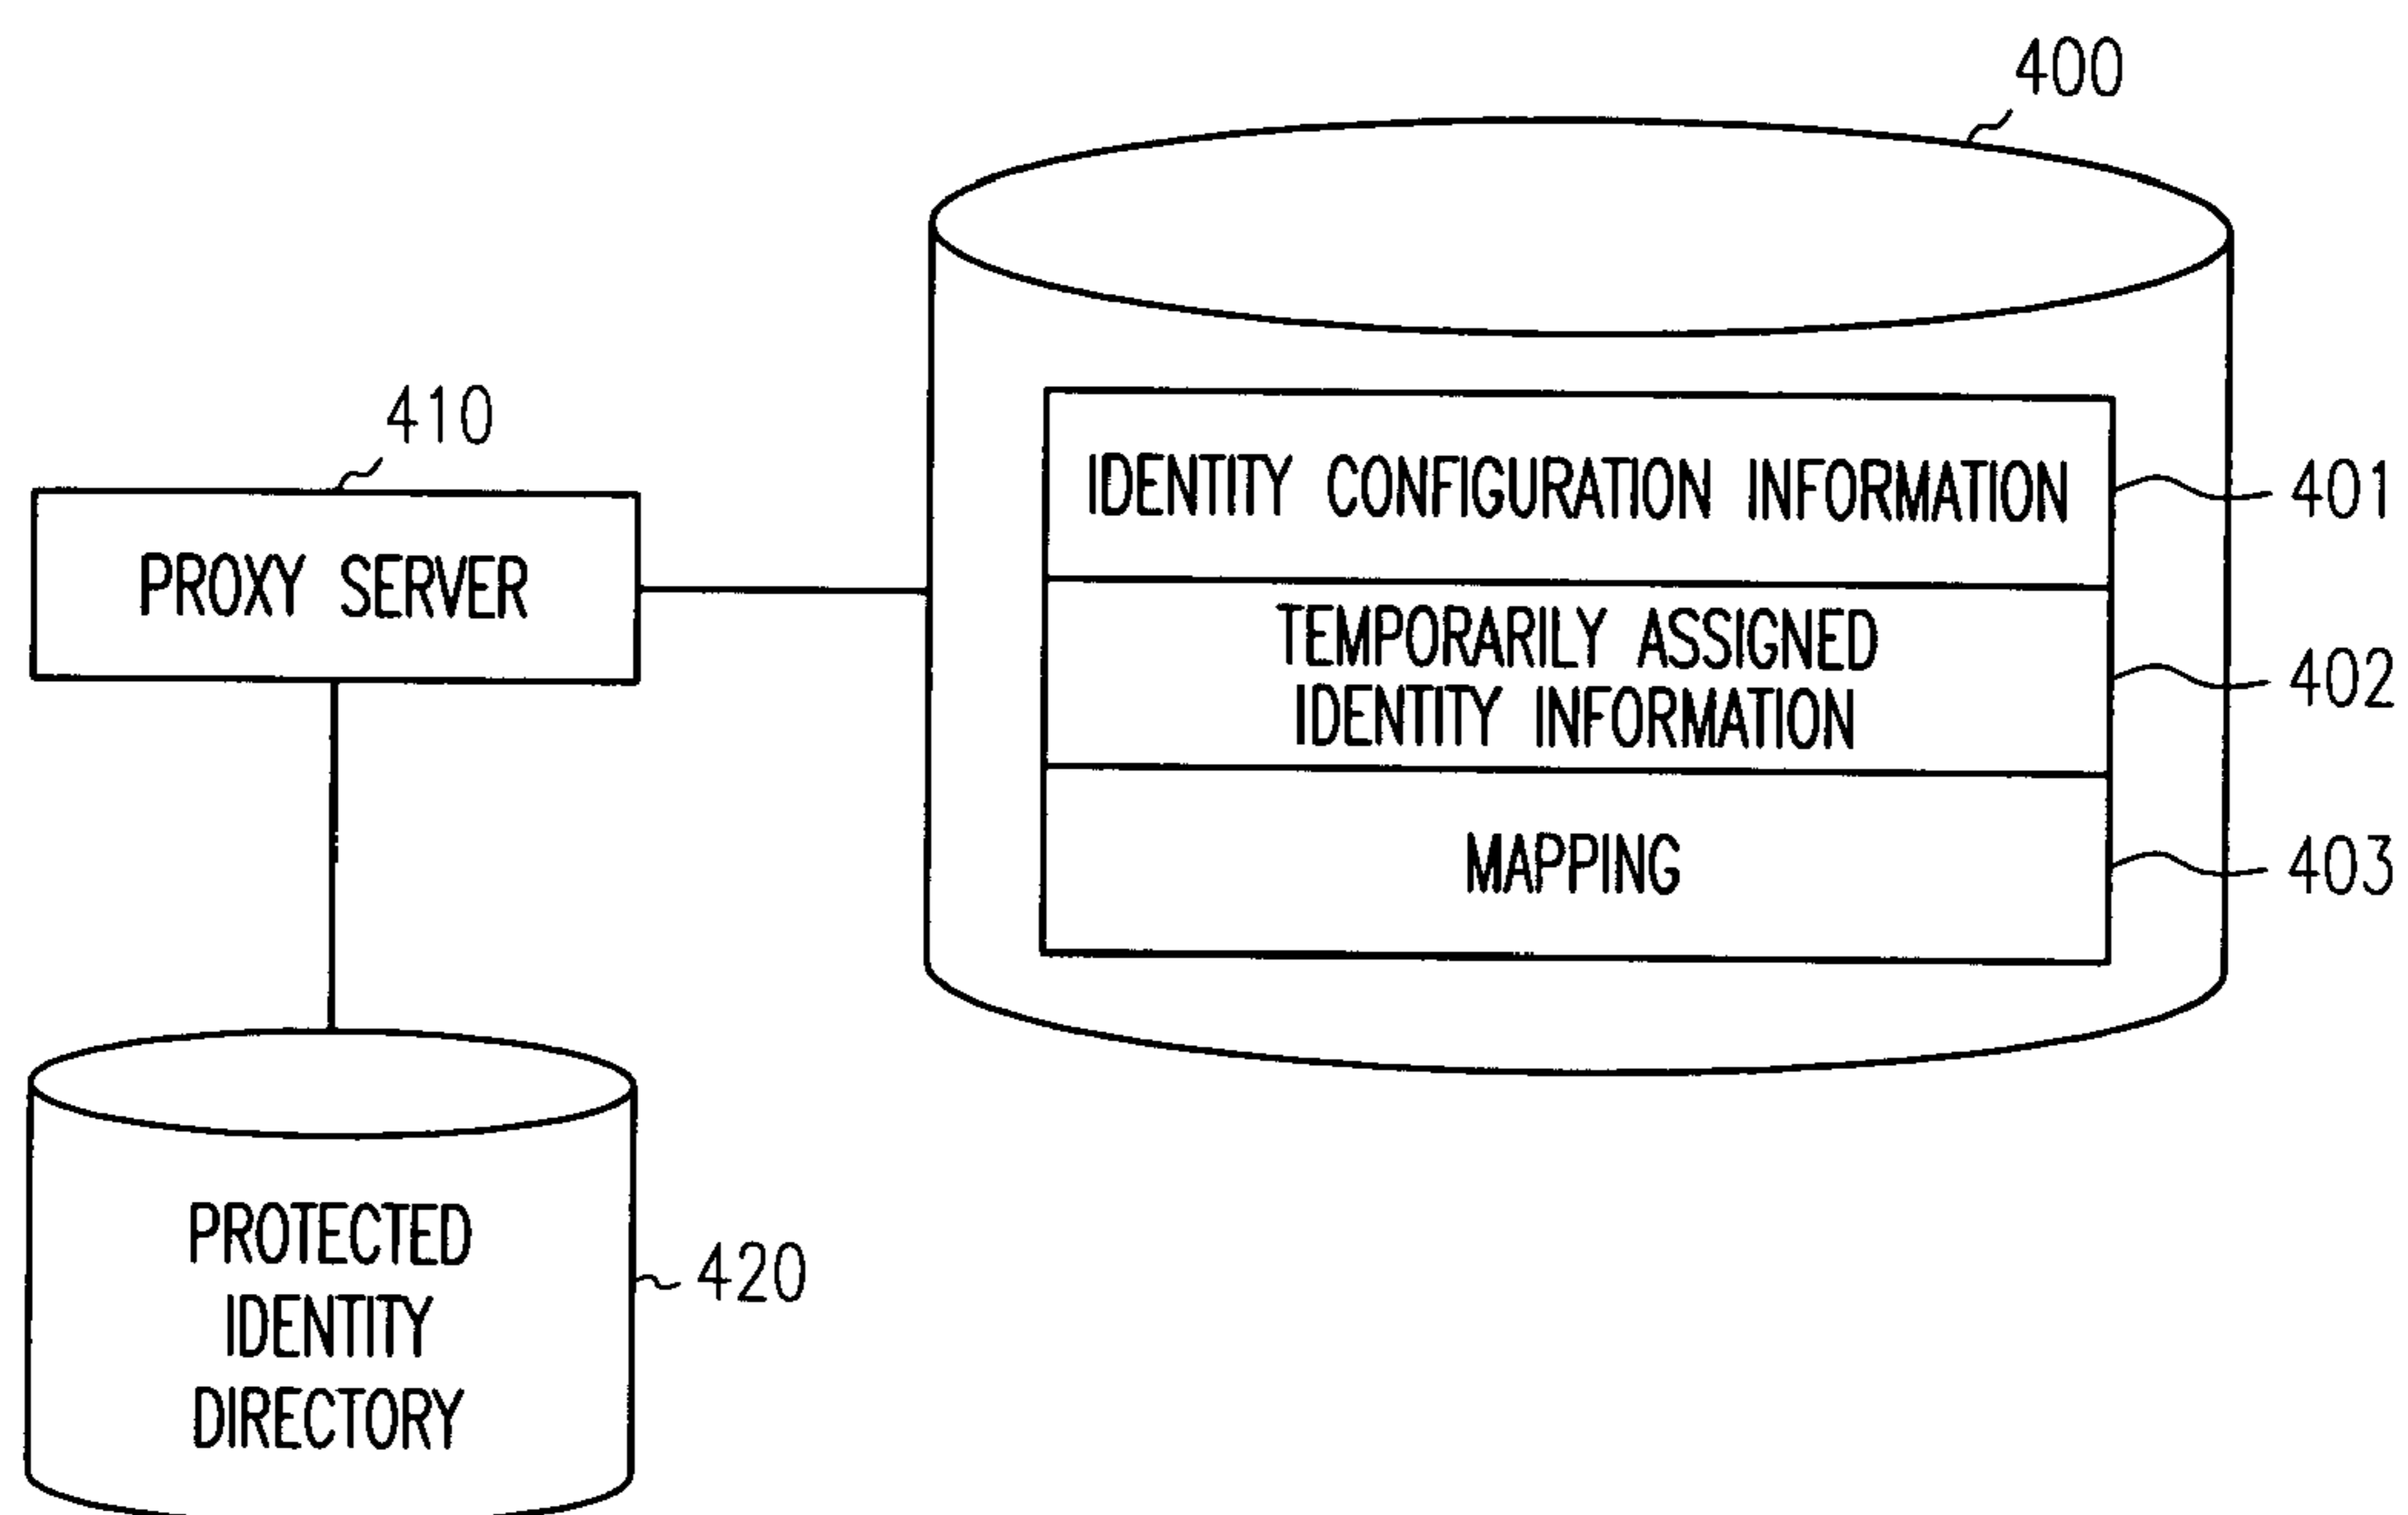 400
410
IDENTITY CONFIGURATION INFORMATION
401
PROXY SERVER
TEMPORARILY ASSIGNED
IDENTITY INFORMATION
402
MAPPING
403
PROTECTED
IDENTITY
DIRECTORY
420